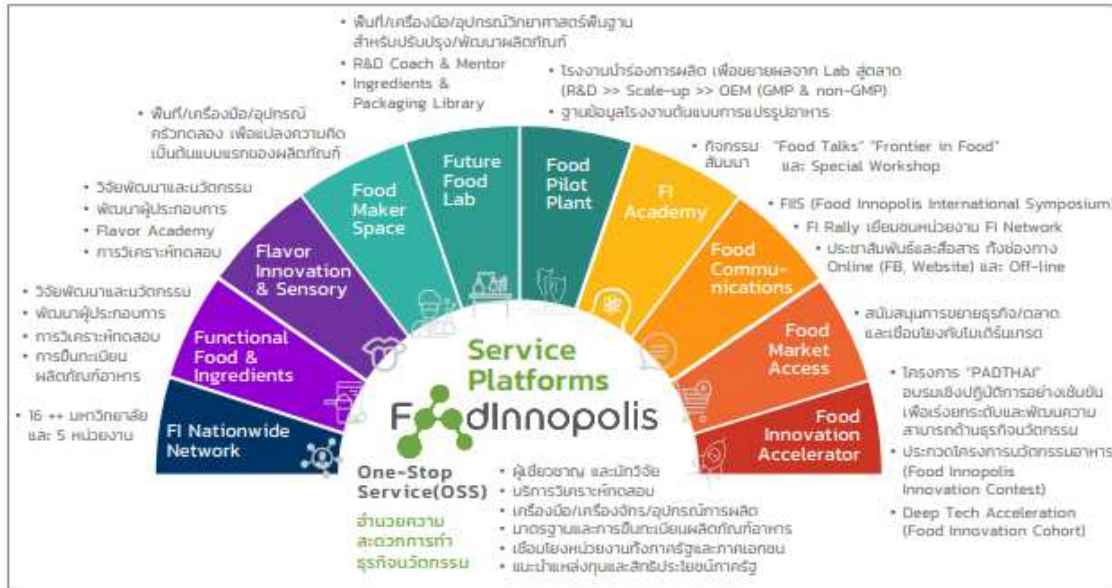 • พื้นที่/เครื่องมือ/อุปกรณ์วิทยาศาสตร์พื้นฐาน
สำหรับปรับปรุง/พัฒนาผลิตภัณฑ์
• R&D Coach & Mentor
• Ingredients &
Packaging Library
• โรงงานนำร่องการผลิต เพื่อขยายผลจาก Lab สู่ตลาด
(R&D >> Scale-up >> OEM (GMP & non-GMP)
• ฐานข้อมูลโรงงานต้นแบบการแปรรูปอาหาร
• พื้นที่/เครื่องมือ/อุปกรณ์
ครัวทดลอง เพื่อแปลงความคิด
เป็นต้นแบบแรกของผลิตภัณฑ์
• กิจกรรม "Food Talks" "Frontier in Food"
สัมมนา และ Special Workshop
• วิจัยพัฒนาและนวัตกรรม
• พัฒนาผู้ประกอบการ
• Flavor Academy
• การวิเคราะห์ทดสอบ
• FIIS (Food Innopolis International Symposium)
• FI Rally เยี่ยมชมหน่วยงาน FI Network
• ประชาสัมพันธ์และสื่อสาร ทั้งช่องทาง
Online (FB, Website) และ Off-line
• วิจัยพัฒนาและนวัตกรรม
• พัฒนาผู้ประกอบการ
• การวิเคราะห์ทดสอบ
• การขึ้นทะเบียน
ผลิตภัณฑ์อาหาร
• สนับสนุนการขยายธุรกิจ/ตลาด
และเชื่อมโยงกับโมเดิร์นเทรด
• 16 ++ มหาวิทยาลัย
และ 5 หน่วยงาน
• โครงการ "PADTHAI"
อบรมเชิงปฏิบัติการอย่างเข้มข้น
เพื่อเร่งยกระดับและพัฒนความ
สามารถด้านธุรกิจนวัตกรรม
• ประกวดโครงการนวัตกรรมอาหาร
(Food Innopolis
Innovation Contest)
• Deep Tech Acceleration
(Food Innovation Cohort)
FI Nationwide
Network
Functional
Food &
Ingredients
Flavor
Innovation
& Sensory
Food
Maker
Space
Future
Food
Lab
Food
Pilot
Plant
FI
Academy
Food
Commu-
nications
Food
Market
Access
Food
Innovation
Accelerator
Service
Platforms
FoodInnopolis
One-Stop
Service(OSS)
อำนวยความ
สะดวกการทำ
ธุรกิจนวัตกรรม
• ผู้เชี่ยวชาญ และนักวิจัย
• บริการวิเคราะห์ทดสอบ
• เครื่องมือ/เครื่องจักร/อุปกรณ์การผลิต
• มาตรฐานและการขึ้นทะเบียนผลิตภัณฑ์อาหาร
• เชื่อมโยงหน่วยงานทั้งภาครัฐและภาคเอกชน
• แนะนำแหล่งทุนและสิทธิประโยชน์ภาครัฐ